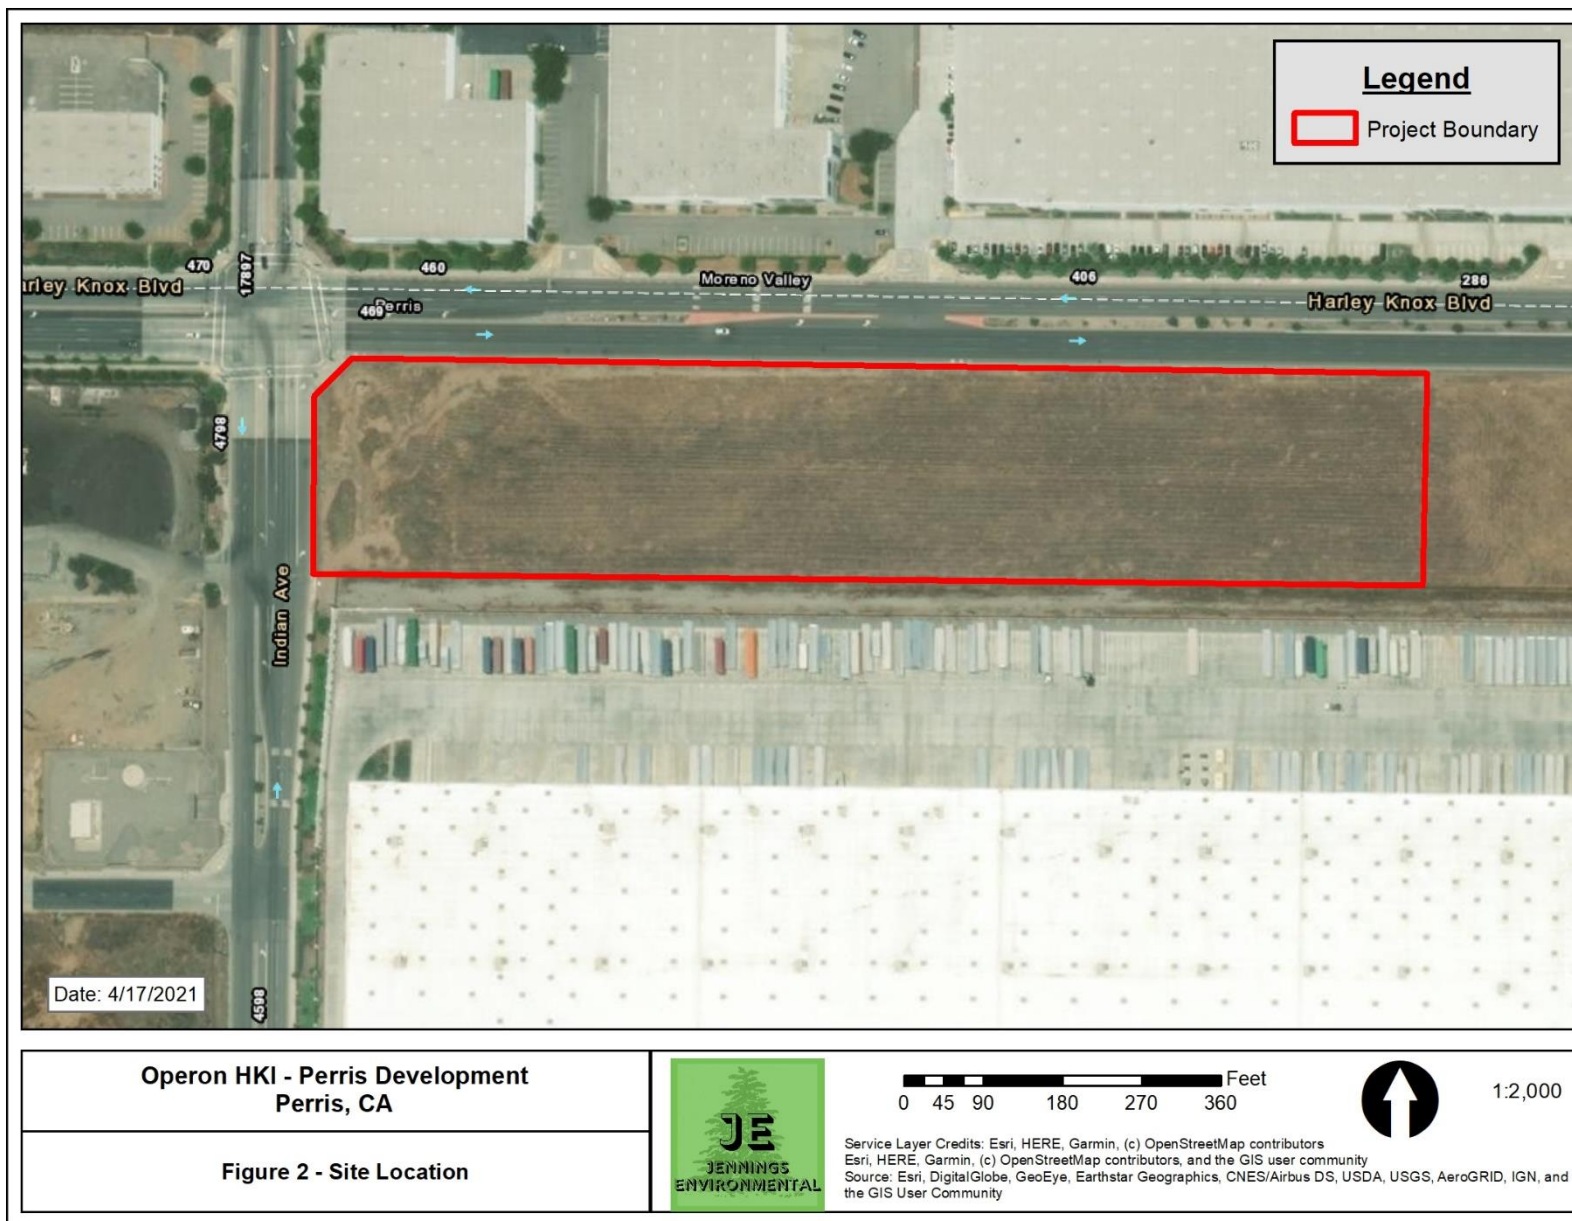 Legend
Project Boundary
470
17897
460
Moreno Valley
406
286
arley Knox Blvd
469
Perris
Harley Knox Blvd
4798
Indian Ave
4598
Date: 4/17/2021
Operon HKI - Perris Development
Perris, CA
Figure 2 - Site Location
JE
JENNINGS
ENVIRONMENTAL
Feet
0 45 90 180 270 360
1:2,000
Service Layer Credits: Esri, HERE, Garmin, (c) OpenStreetMap contributors
Esri, HERE, Garmin, (c) OpenStreetMap contributors, and the GIS user community
Source: Esri, DigitalGlobe, GeoEye, Earthstar Geographics, CNES/Airbus DS, USDA, USGS, AeroGRID, IGN, and
the GIS User Community